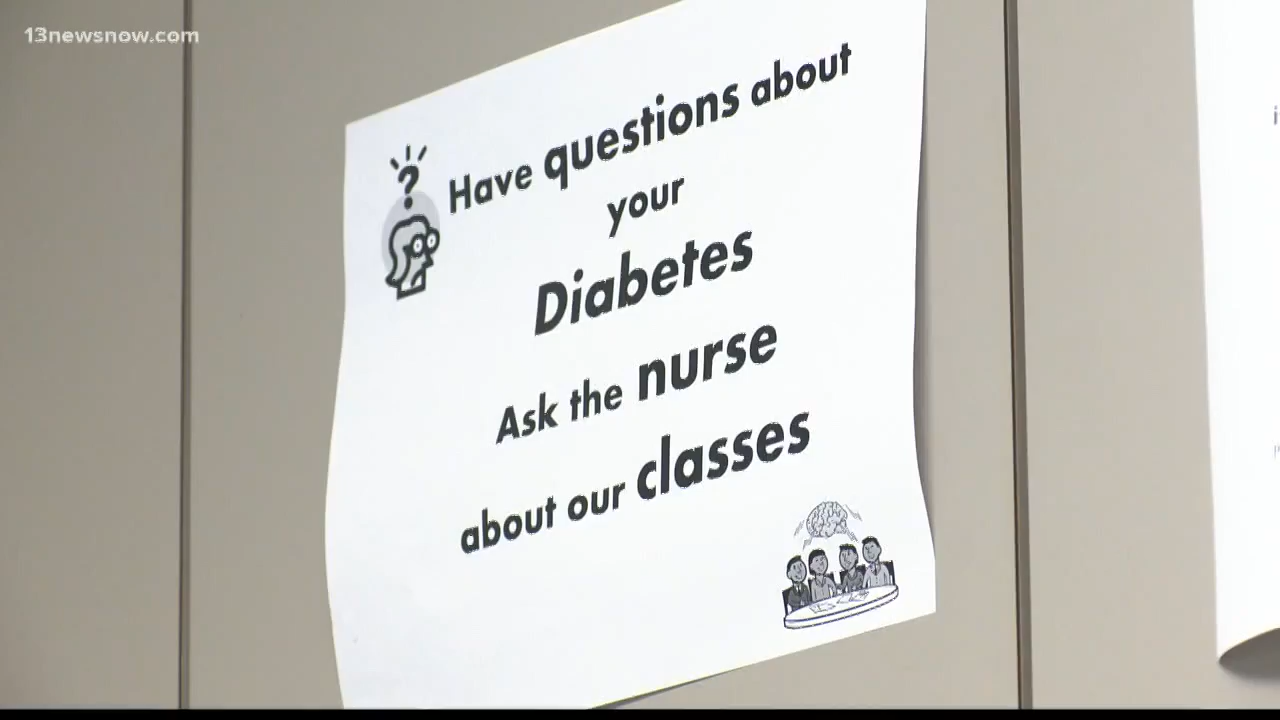 13newsnow.com
?
Have questions about
your
Diabetes
Ask the nurse
about our classes